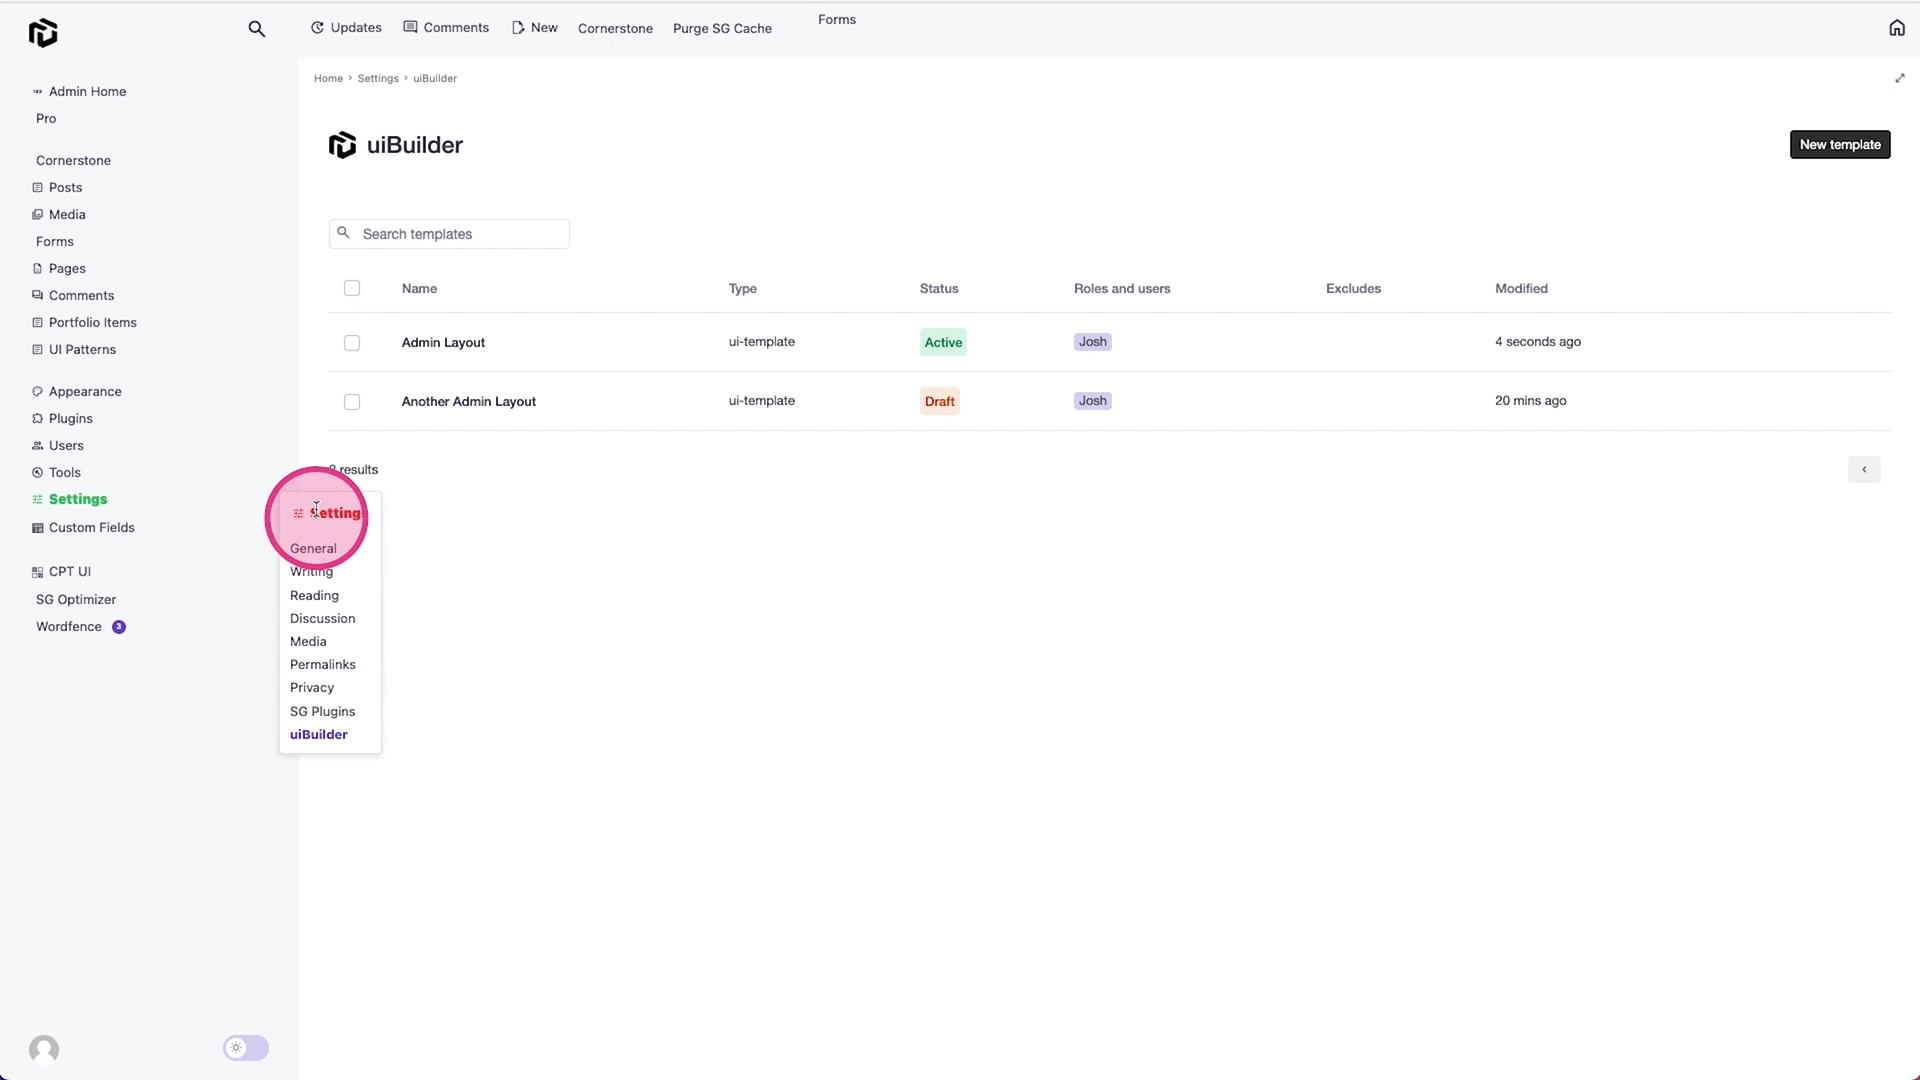 Updates Comments New Cornerstone Purge SG Cache Forms
Admin Home
Pro
Cornerstone
Posts
Media
Forms
Pages
Comments
Portfolio Items
UI Patterns
Appearance
Plugins
Users
Tools
Settings
Custom Fields
CPT UI
SG Optimizer
Wordfence 3
Home › Settings › uiBuilder
uiBuilder
New template
Search templates
Name Type Status Roles and users Excludes Modified
Admin Layout ui-template Active Josh 4 seconds ago
Another Admin Layout ui-template Draft Josh 20 mins ago
results
General
Writing
Reading
Discussion
Media
Permalinks
Privacy
SG Plugins
uiBuilder